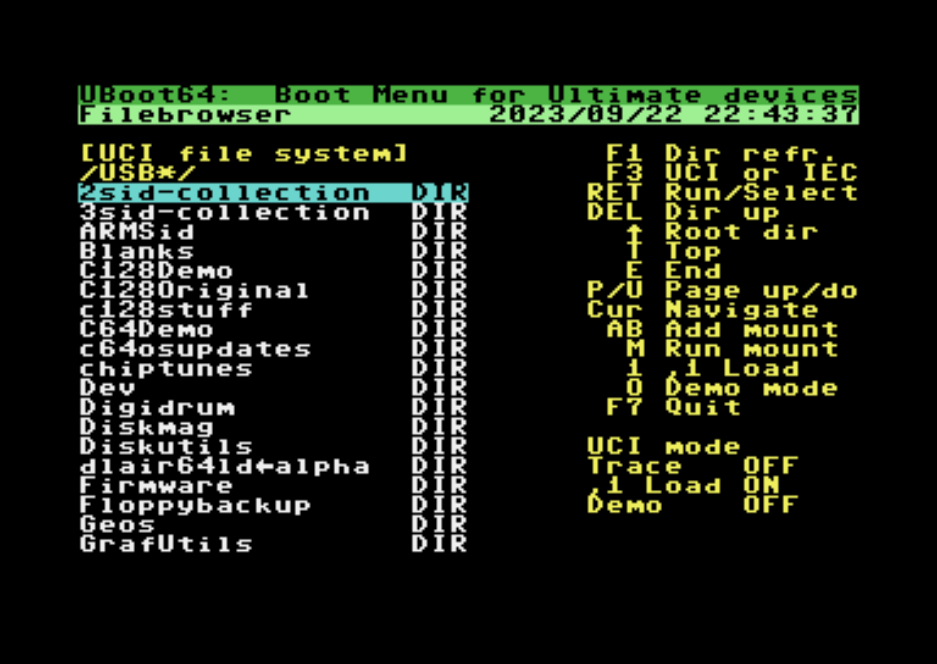 UBoot64:  Boot Menu for Ultimate devices
Filebrowser          2023/09/22 22:43:37
[UCI file system]          F1 Dir refr.
/USB*/                     F3 UCI or IEC
2sid-collection  DIR      RET Run/Select
3sid-collection  DIR      DEL Dir up
ARMSid           DIR        ↑ Root dir
Blanks           DIR        T Top
C128Demo         DIR        E End
C128Original     DIR      P/U Page up/do
c128stuff        DIR      Cur Navigate
C64Demo          DIR       AB Add mount
c64osupdates     DIR        M Run mount
chiptunes        DIR        1 ,1 Load
Dev              DIR        O Demo mode
Digidrum         DIR       F7 Quit
Diskmag          DIR
Diskutils        DIR      UCI mode
dlair64ld←alpha  DIR      Trace   OFF
Firmware         DIR      ,1 Load ON
Floppybackup     DIR      Demo    OFF
Geos             DIR
GrafUtils        DIR